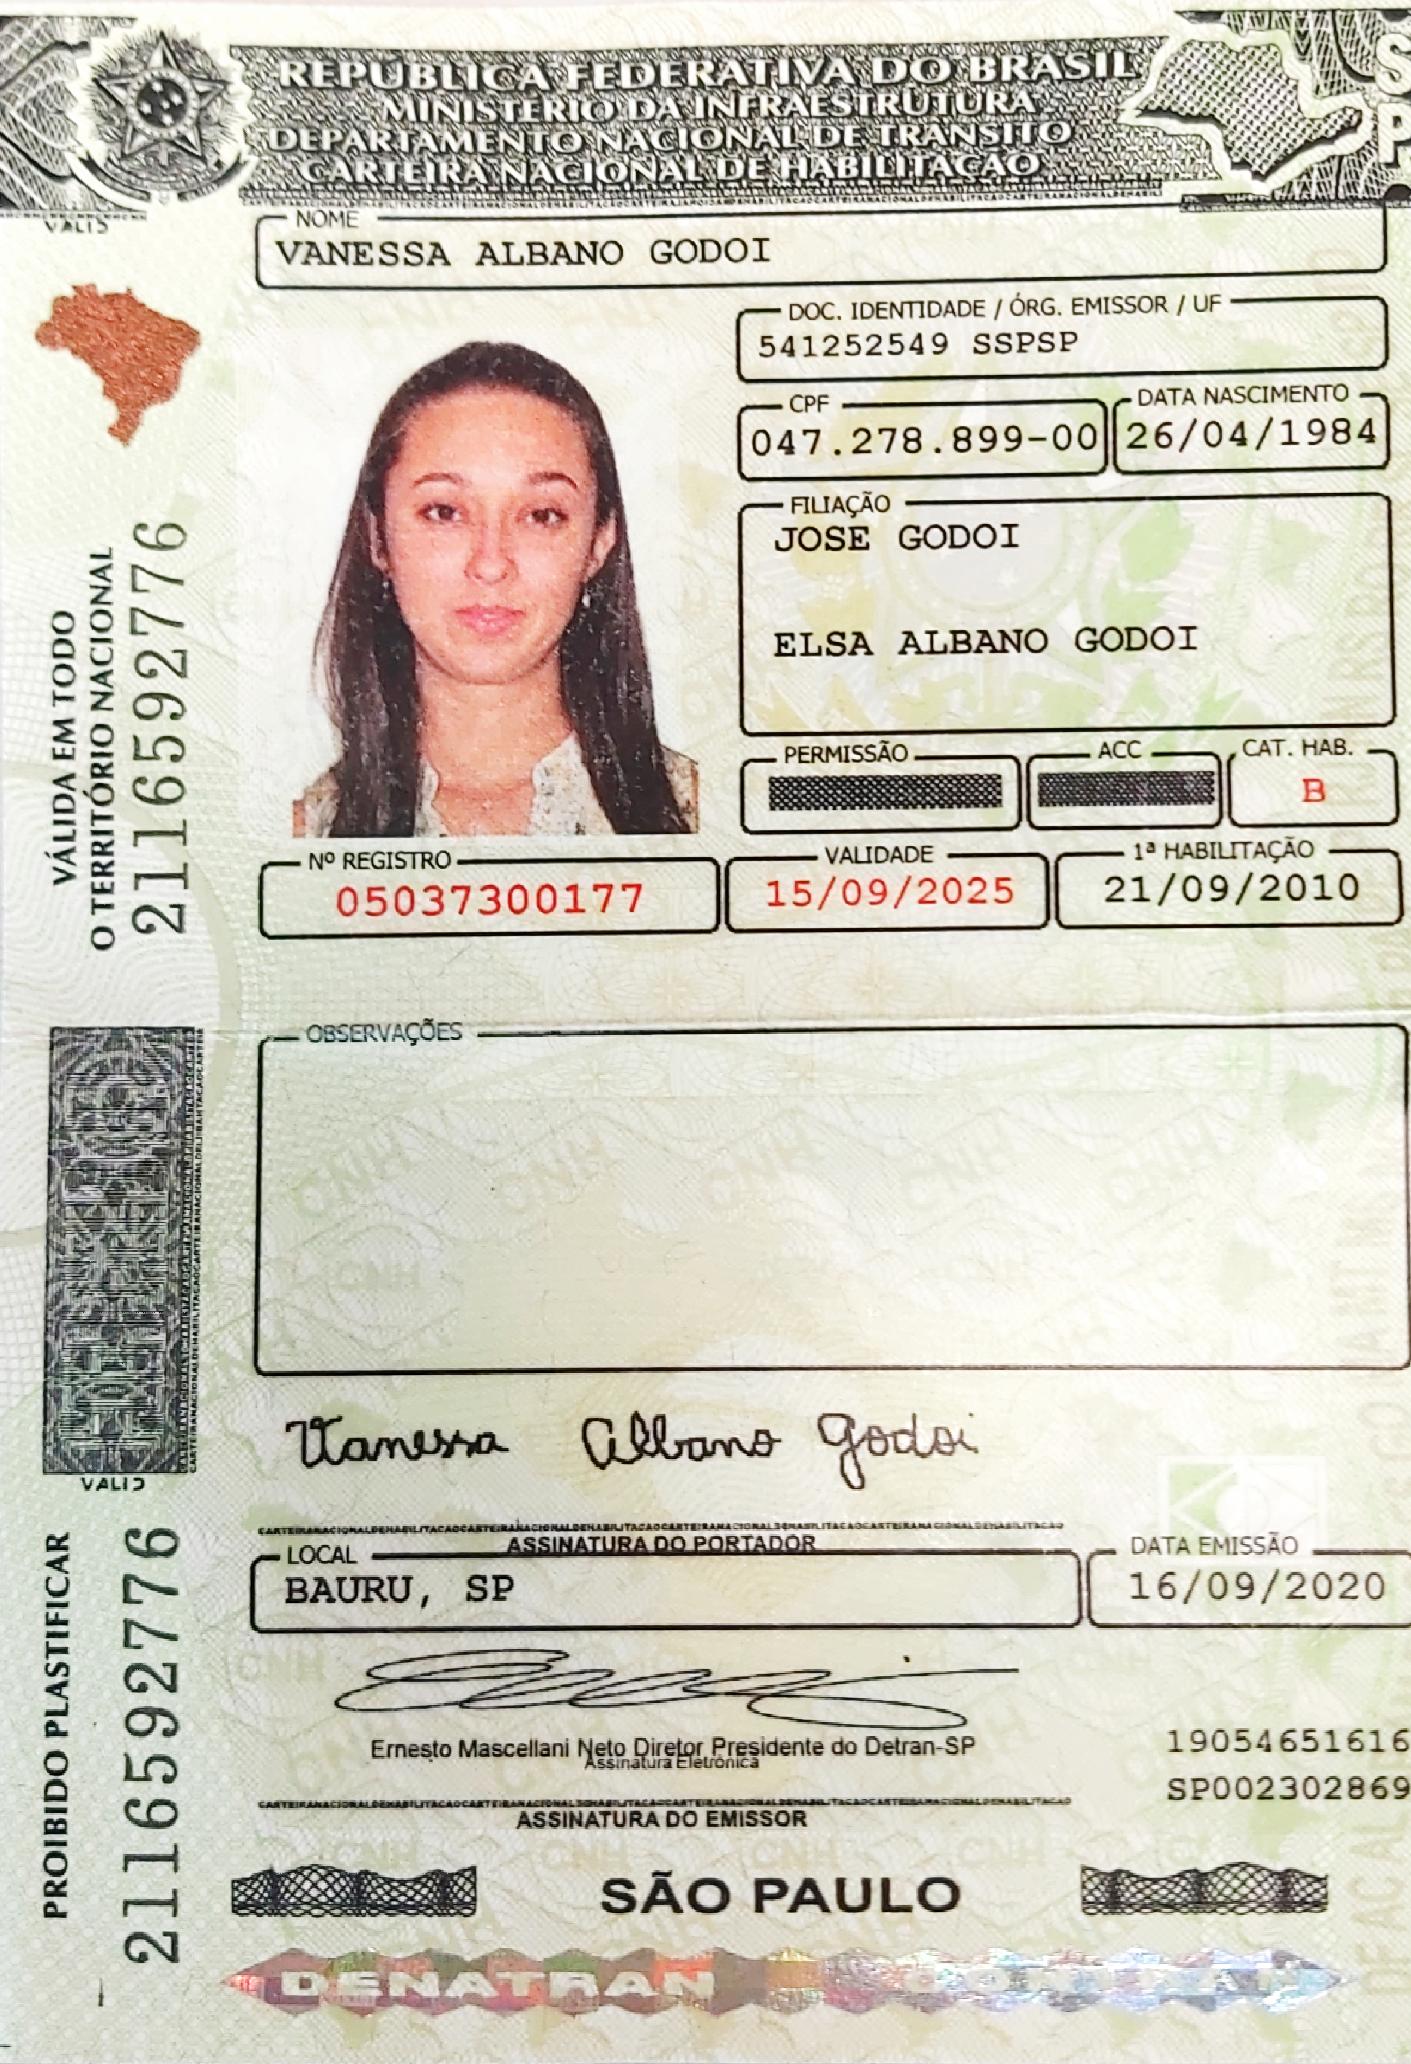 REPÚBLICA FEDERATIVA DO BRASIL
MINISTÉRIO DA INFRAESTRUTURA
DEPARTAMENTO NACIONAL DE TRÂNSITO
CARTEIRA NACIONAL DE HABILITAÇÃO
NOME
VANESSA ALBANO GODOI
DOC. IDENTIDADE / ÓRG. EMISSOR / UF
541252549 SSPSP
CPF
047.278.899-00
DATA NASCIMENTO
26/04/1984
FILIAÇÃO
JOSE GODOI
ELSA ALBANO GODOI
PERMISSÃO
ACC
CAT. HAB.
B
Nº REGISTRO
05037300177
VALIDADE
15/09/2025
1ª HABILITAÇÃO
21/09/2010
VÁLIDA EM TODO
O TERRITÓRIO NACIONAL
2116592776
OBSERVAÇÕES
Vanessa Albano Godoi
ASSINATURA DO PORTADOR
LOCAL
BAURU, SP
DATA EMISSÃO
16/09/2020
Ernesto Mascellani Neto Diretor Presidente do Detran-SP
Assinatura Eletrônica
19054651616
SP002302869
ASSINATURA DO EMISSOR
PROIBIDO PLASTIFICAR
2116592776
SÃO PAULO
DENATRAN CONTRAN